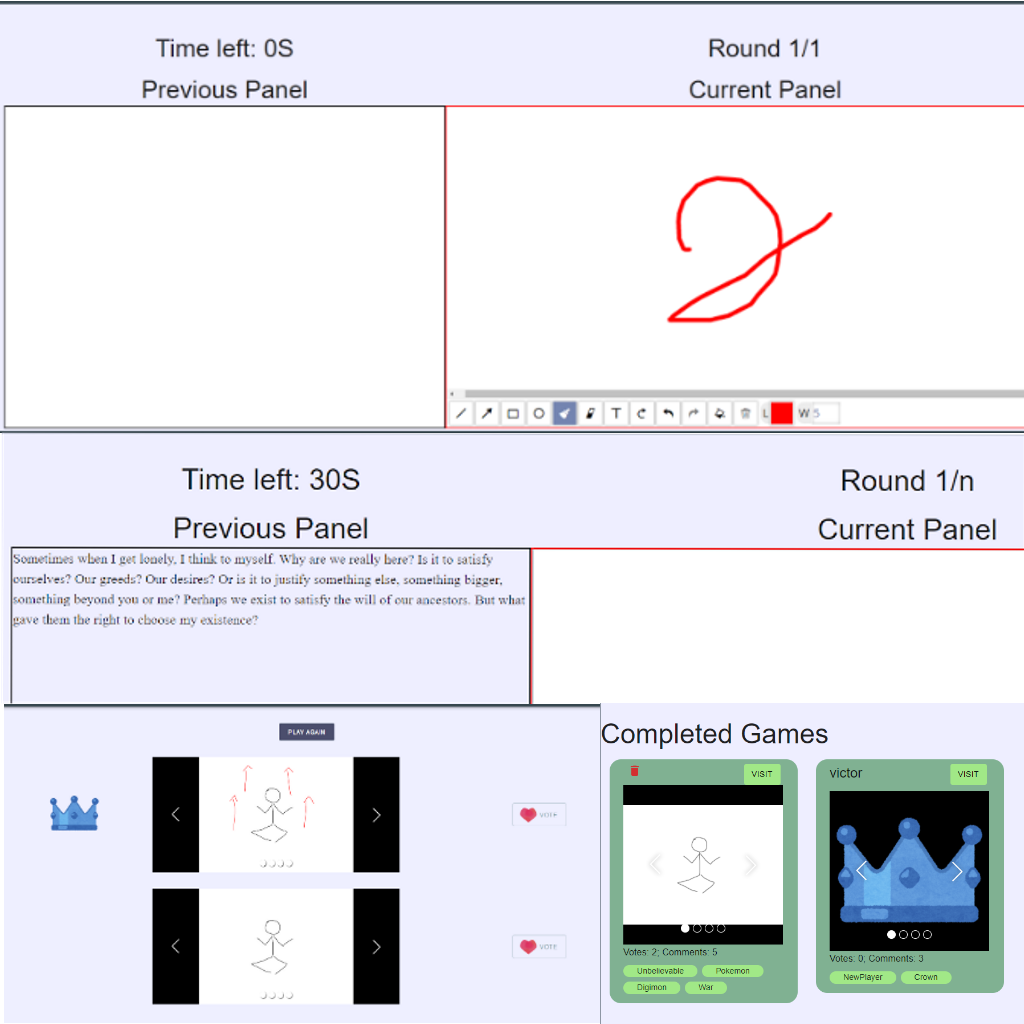 Time left: 0S
Round 1/1
Previous Panel
Current Panel
T
L
W 5
Time left: 30S
Round 1/n
Previous Panel
Current Panel
Sometimes when I get lonely, I think to myself. Why are we really here? Is it to satisfy
ourselves? Our greeds? Our desires? Or is it to justify something else, something bigger,
something beyond you or me? Perhaps we exist to satisfy the will of our ancestors. But what
gave them the right to choose my existence?
PLAY AGAIN
VOTE
VOTE
Completed Games
VISIT
Votes: 2; Comments: 5
Unbelievable
Pokemon
Digimon
War
victor
VISIT
Votes: 0; Comments: 3
NewPlayer
Crown